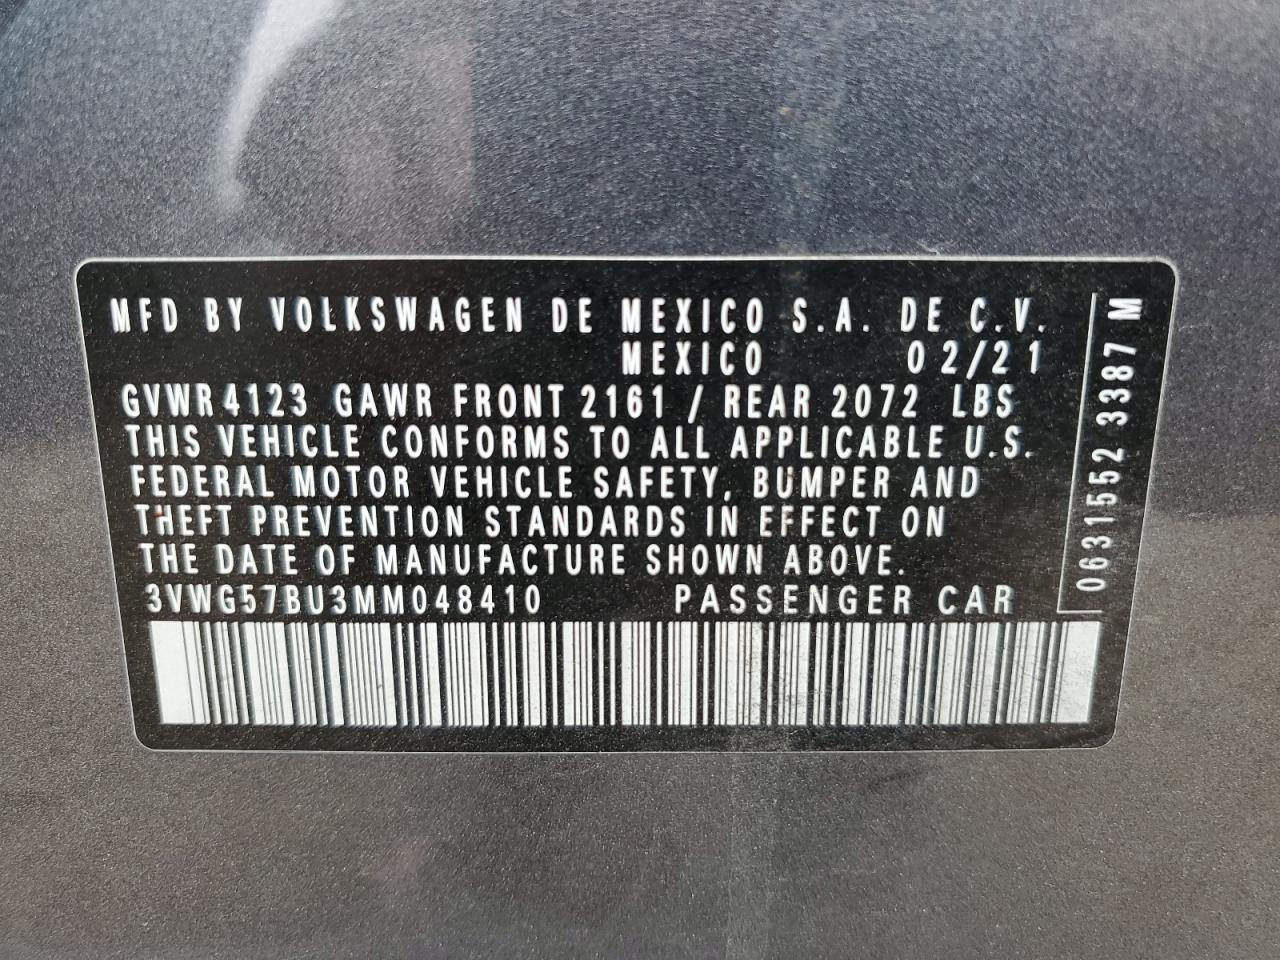 MFD BY VOLKSWAGEN DE MEXICO S.A. DE C.V.
MEXICO 02/21
GVWR 4123 GAWR FRONT 2161 / REAR 2072 LBS
THIS VEHICLE CONFORMS TO ALL APPLICABLE U.S.
FEDERAL MOTOR VEHICLE SAFETY, BUMPER AND
THEFT PREVENTION STANDARDS IN EFFECT ON
THE DATE OF MANUFACTURE SHOWN ABOVE.
3VWG57BU3MM048410 PASSENGER CAR
0631552 3387 M